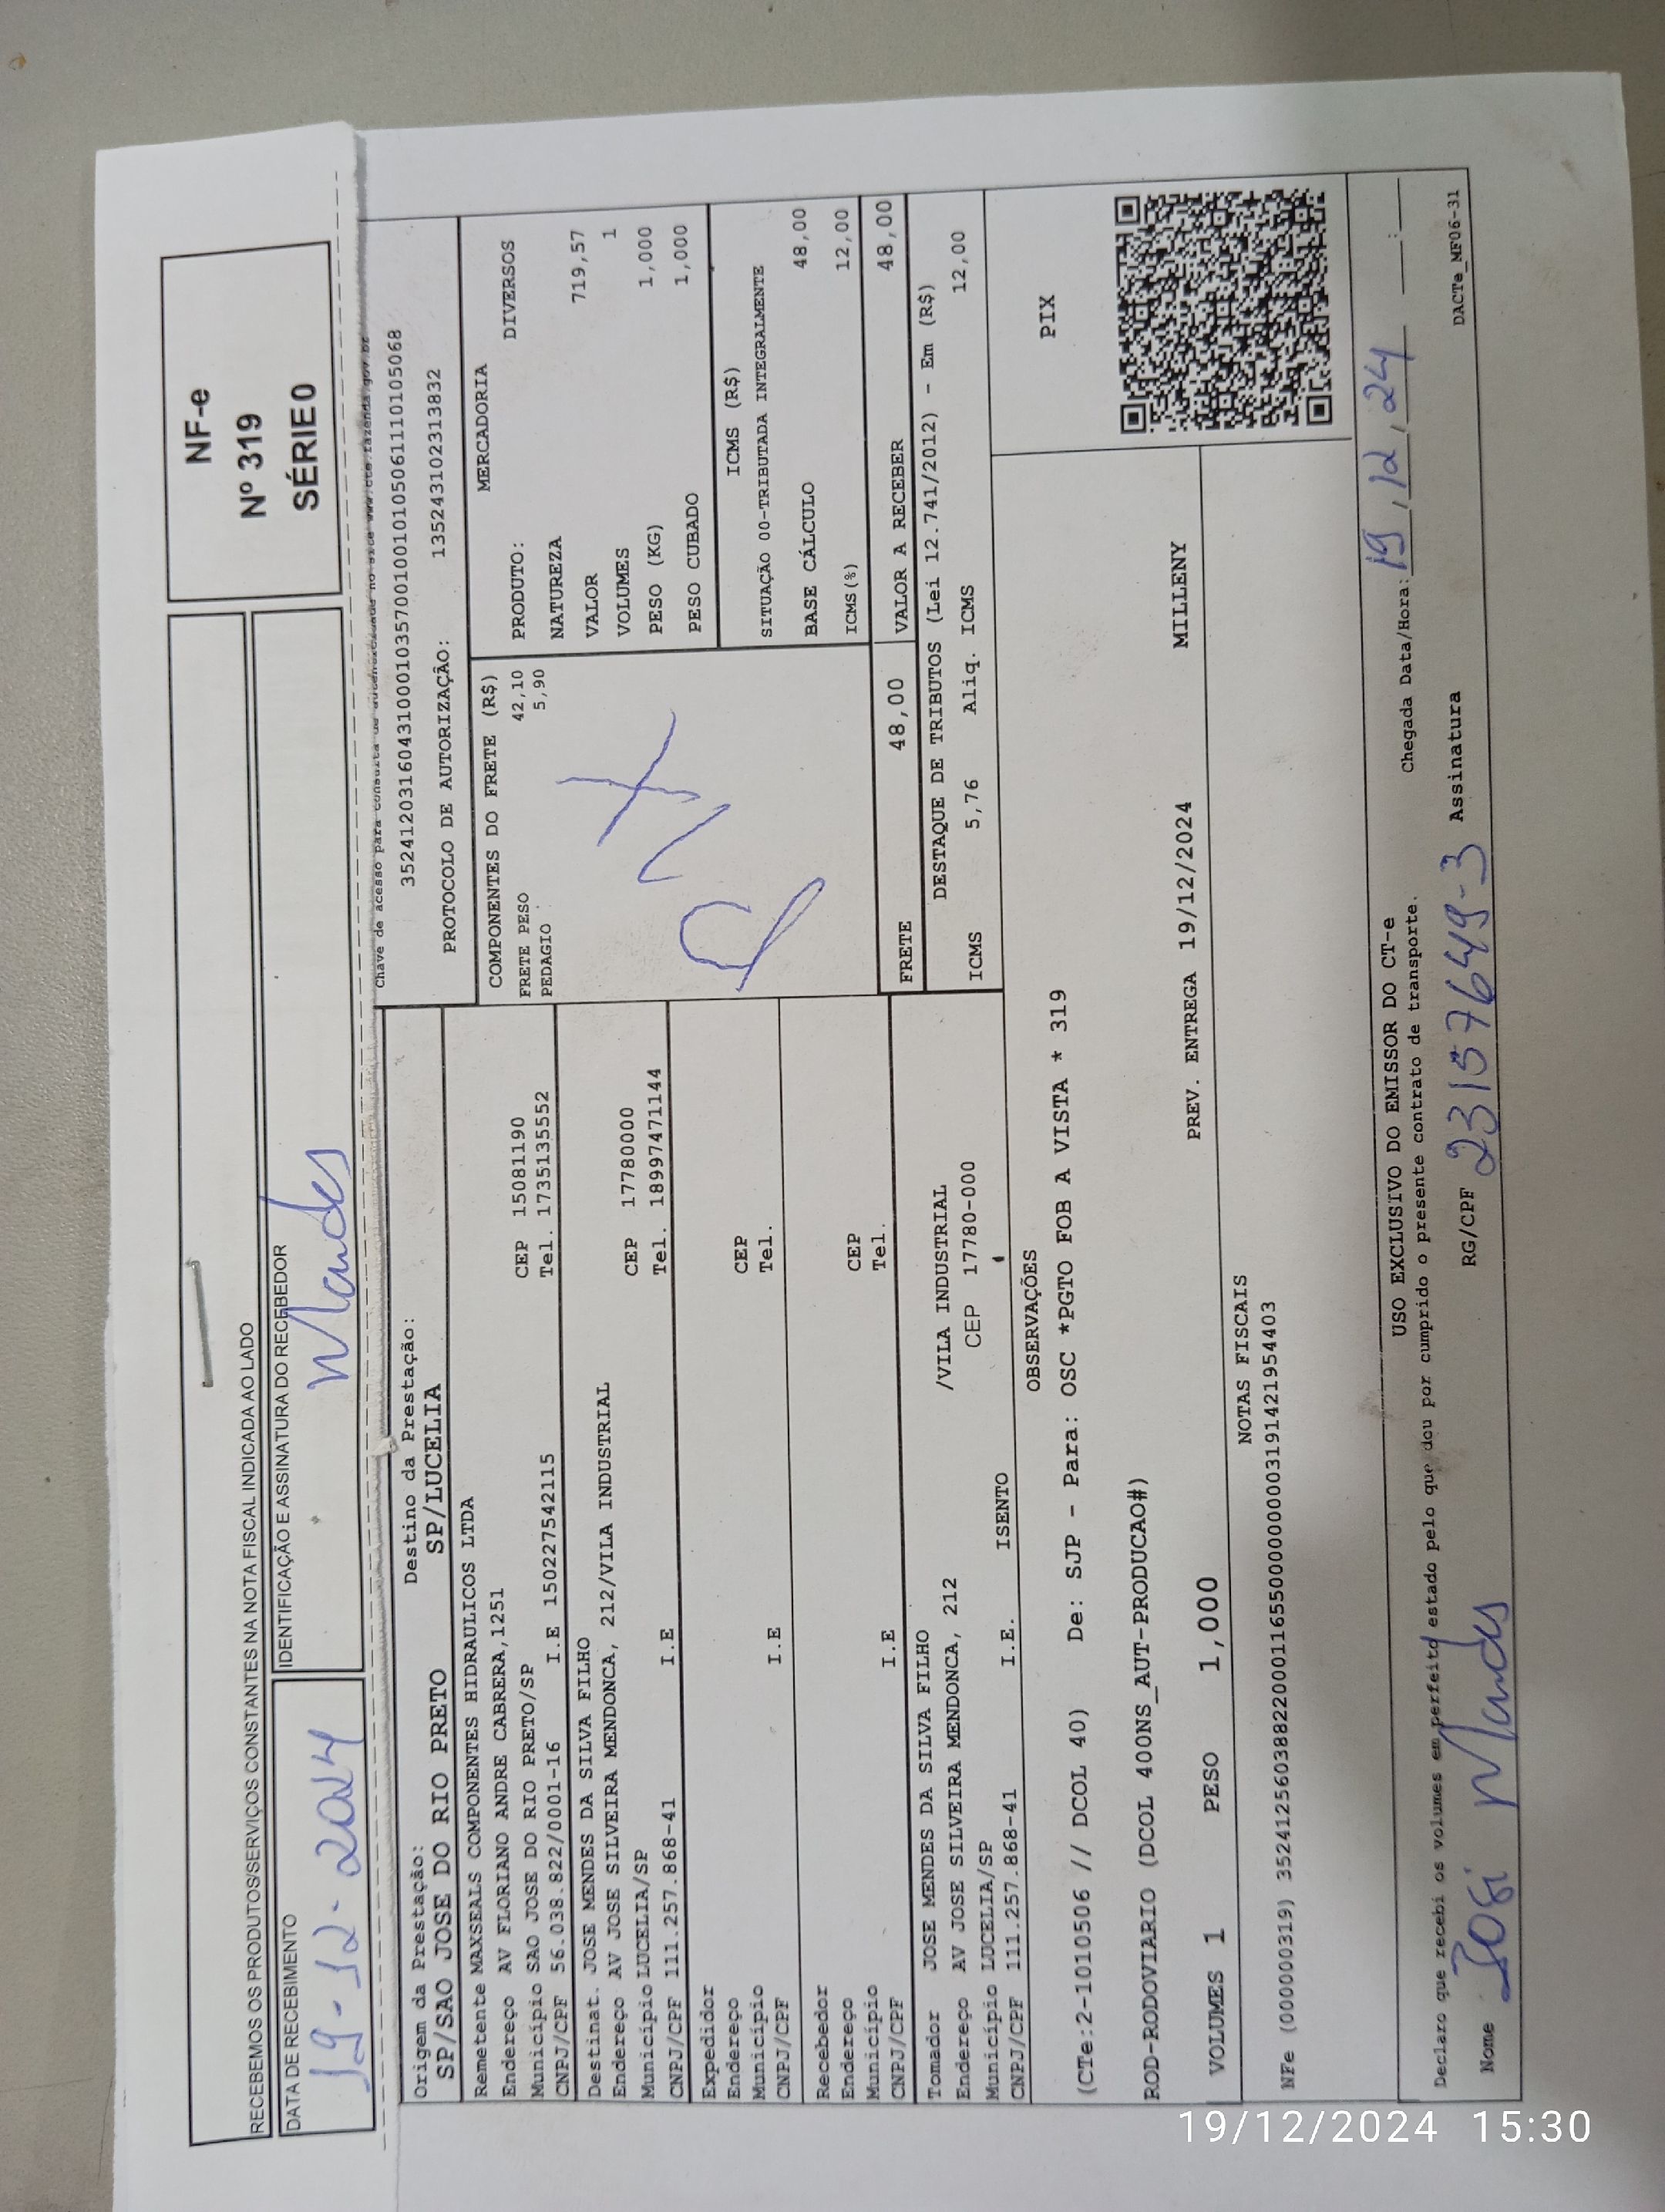 NF-e
Nº 319
SÉRIE 0
RECEBEMOS OS PRODUTOS/SERVIÇOS CONSTANTES NA NOTA FISCAL INDICADA AO LADO
DATA DE RECEBIMENTO
IDENTIFICAÇÃO E ASSINATURA DO RECEBEDOR
19-12-2024
Mendes
Chave de acesso para consulta de autenticidade no site www.cte.fazenda.gov.br
35241203160431000103570010010105061110105068
PROTOCOLO DE AUTORIZAÇÃO: 135243102313832
Origem da Prestação: Destino da Prestação:
SP/SAO JOSE DO RIO PRETO SP/LUCELIA
Remetente MAXSEALS COMPONENTES HIDRAULICOS LTDA
Endereço AV FLORIANO ANDRE CABRERA,1251 CEP 15081190
Município SAO JOSE DO RIO PRETO/SP Tel. 1735135552
CNPJ/CPF 56.038.822/0001-16 I.E 150227542115
Destinat. JOSE MENDES DA SILVA FILHO
Endereço AV JOSE SILVEIRA MENDONCA, 212/VILA INDUSTRIAL CEP 17780000
Município LUCELIA/SP Tel. 18997471144
CNPJ/CPF 111.257.868-41 I.E
Expedidor
Endereço CEP
Município Tel.
CNPJ/CPF I.E
Recebedor
Endereço CEP
Município Tel.
CNPJ/CPF I.E
Tomador JOSE MENDES DA SILVA FILHO /VILA INDUSTRIAL
Endereço AV JOSE SILVEIRA MENDONCA, 212 CEP 17780-000
Município LUCELIA/SP
CNPJ/CPF 111.257.868-41 I.E. ISENTO
COMPONENTES DO FRETE (R$)
FRETE PESO 42,10
PEDAGIO 5,90
FRETE 48,00
MERCADORIA
PRODUTO: DIVERSOS
NATUREZA
VALOR 719,57
VOLUMES 1
PESO (KG) 1,000
PESO CUBADO 1,000
ICMS (R$)
SITUAÇÃO 00-TRIBUTADA INTEGRALMENTE
BASE CÁLCULO 48,00
ICMS(%) 12,00
VALOR A RECEBER 48,00
DESTAQUE DE TRIBUTOS (Lei 12.741/2012) - Em (R$)
ICMS 5,76 Aliq. ICMS 12,00
OBSERVAÇÕES
(CTe:2-1010506 // DCOL 40) De: SJP - Para: OSC *PGTO FOB A VISTA * 319
ROD-RODOVIARIO (DCOL 400NS_AUT-PRODUCAO#)
PIX
VOLUMES 1 PESO 1,000 PREV. ENTREGA 19/12/2024 MILLENY
NOTAS FISCAIS
NFe (000000319) 35241256038822000116550000000003191421954403
USO EXCLUSIVO DO EMISSOR DO CT-e
Declaro que recebi os volumes em perfeito estado pelo que dou por cumprido o presente contrato de transporte.
Chegada Data/Hora: 19, 12, 24 :
Nome José Mendes RG/CPF 23157649-3 Assinatura
DACTe_MF06-31
19/12/2024 15:30